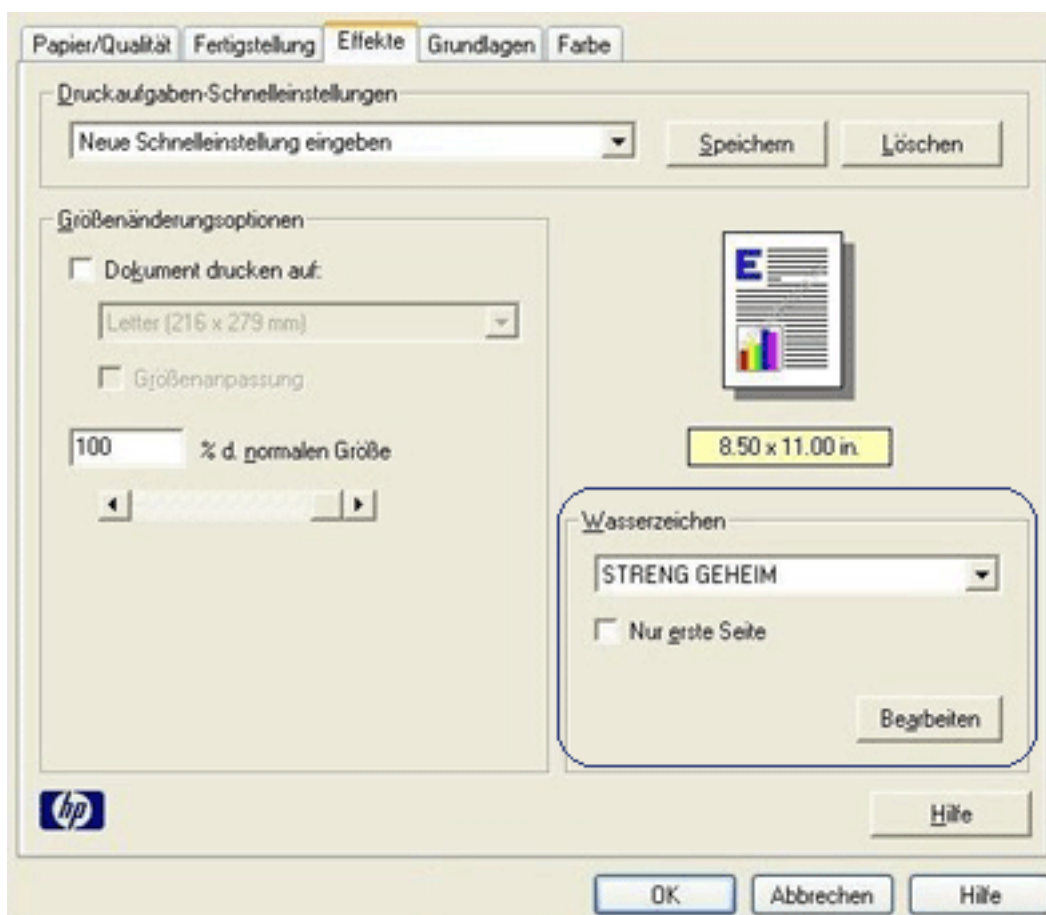 Papier/Qualität Fertigstellung Effekte Grundlagen Farbe
Druckaufgaben-Schnelleinstellungen
Neue Schnelleinstellung eingeben Speichern Löschen
Größenänderungsoptionen
Dokument drucken auf:
Letter (216 x 279 mm)
Größenanpassung
100 % d. normalen Größe
E
8.50 x 11.00 in.
Wasserzeichen
STRENG GEHEIM
Nur erste Seite
Bearbeiten
hp
Hilfe
OK Abbrechen Hilfe